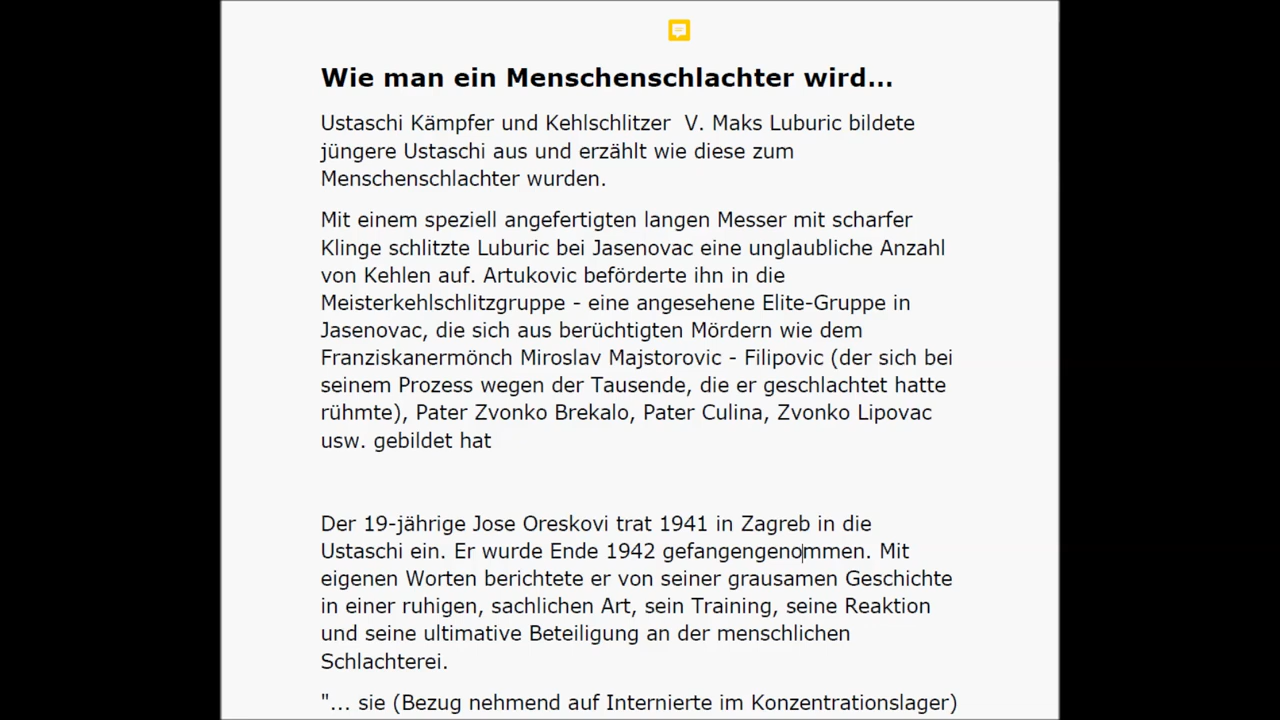 Wie man ein Menschenschlachter wird...
Ustaschi Kämpfer und Kehlschlitzer  V. Maks Luburic bildete
jüngere Ustaschi aus und erzählt wie diese zum
Menschenschlachter wurden.
Mit einem speziell angefertigten langen Messer mit scharfer
Klinge schlitzte Luburic bei Jasenovac eine unglaubliche Anzahl
von Kehlen auf. Artukovic beförderte ihn in die
Meisterkehlschlitzgruppe - eine angesehene Elite-Gruppe in
Jasenovac, die sich aus berüchtigten Mördern wie dem
Franziskanermönch Miroslav Majstorovic - Filipovic (der sich bei
seinem Prozess wegen der Tausende, die er geschlachtet hatte
rühmte), Pater Zvonko Brekalo, Pater Culina, Zvonko Lipovac
usw. gebildet hat
Der 19-jährige Jose Oreskovi trat 1941 in Zagreb in die
Ustaschi ein. Er wurde Ende 1942 gefangengenommen. Mit
eigenen Worten berichtete er von seiner grausamen Geschichte
in einer ruhigen, sachlichen Art, sein Training, seine Reaktion
und seine ultimative Beteiligung an der menschlichen
Schlachterei.
"... sie (Bezug nehmend auf Internierte im Konzentrationslager)